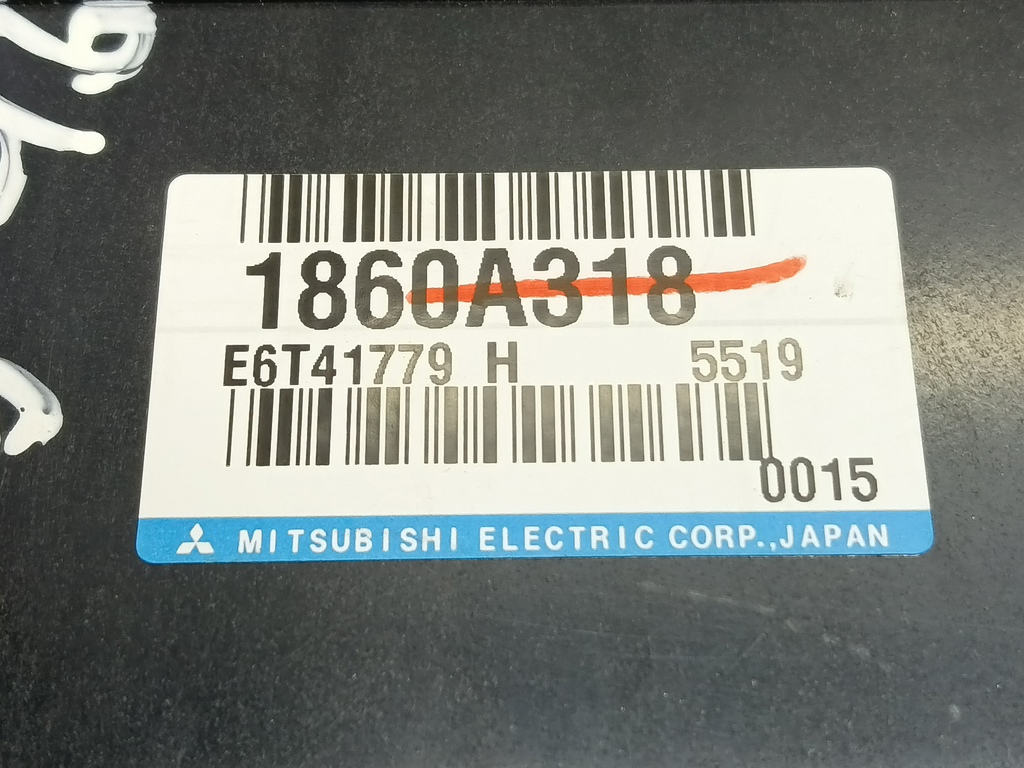 1860A318
E6T41779 H 5519
0015
MITSUBISHI ELECTRIC CORP.,JAPAN